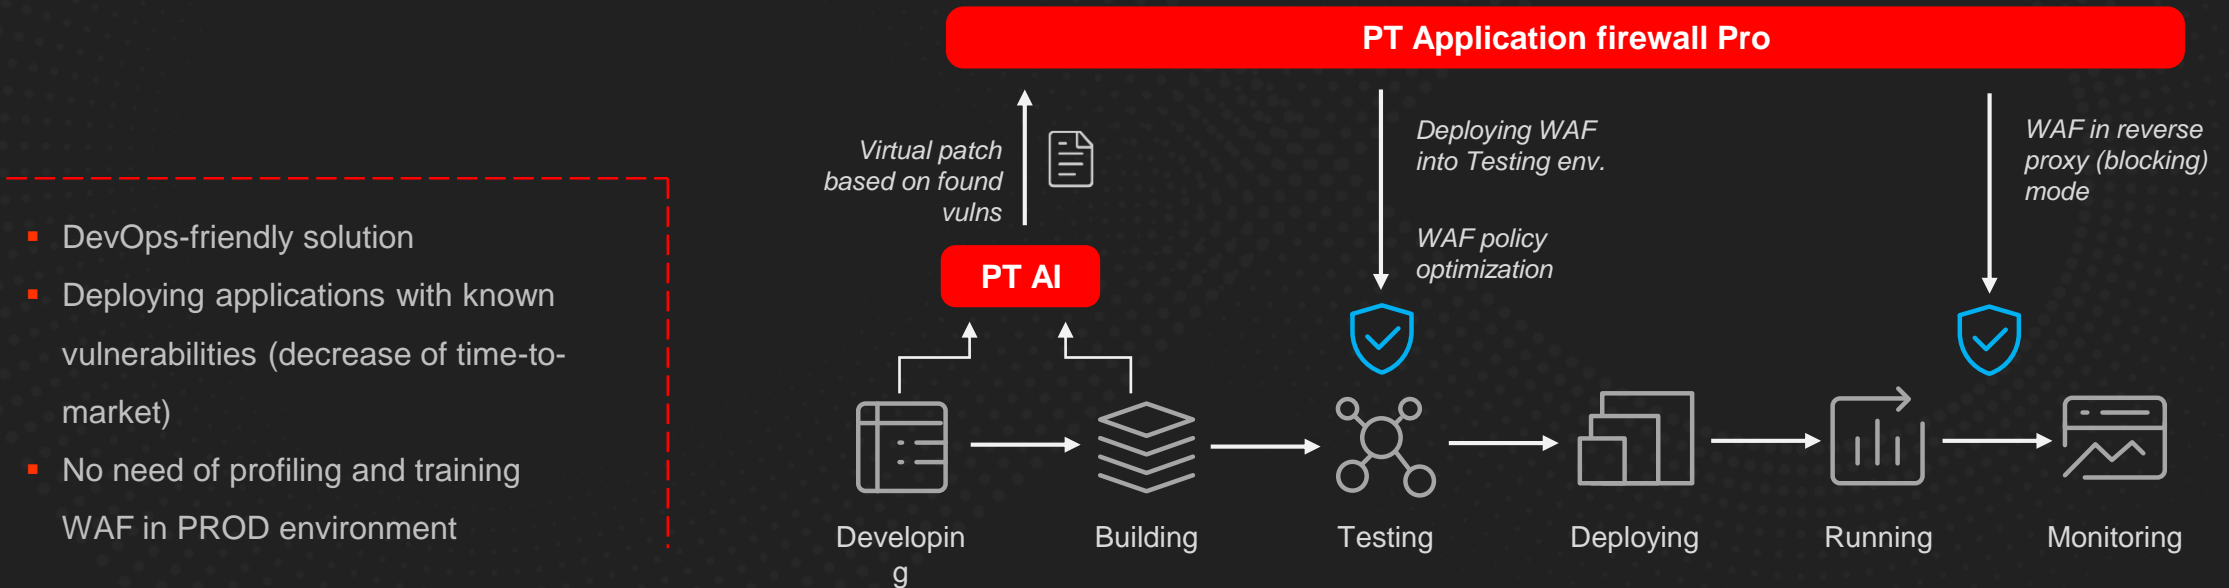 PT Application firewall Pro
Virtual patch
based on found
vulns
Deploying WAF
into Testing env.
WAF policy
optimization
WAF in reverse
proxy (blocking)
mode
PT AI
▪ DevOps-friendly solution
▪ Deploying applications with known
vulnerabilities (decrease of time-to-
market)
▪ No need of profiling and training
WAF in PROD environment
Developin
g
Building
Testing
Deploying
Running
Monitoring